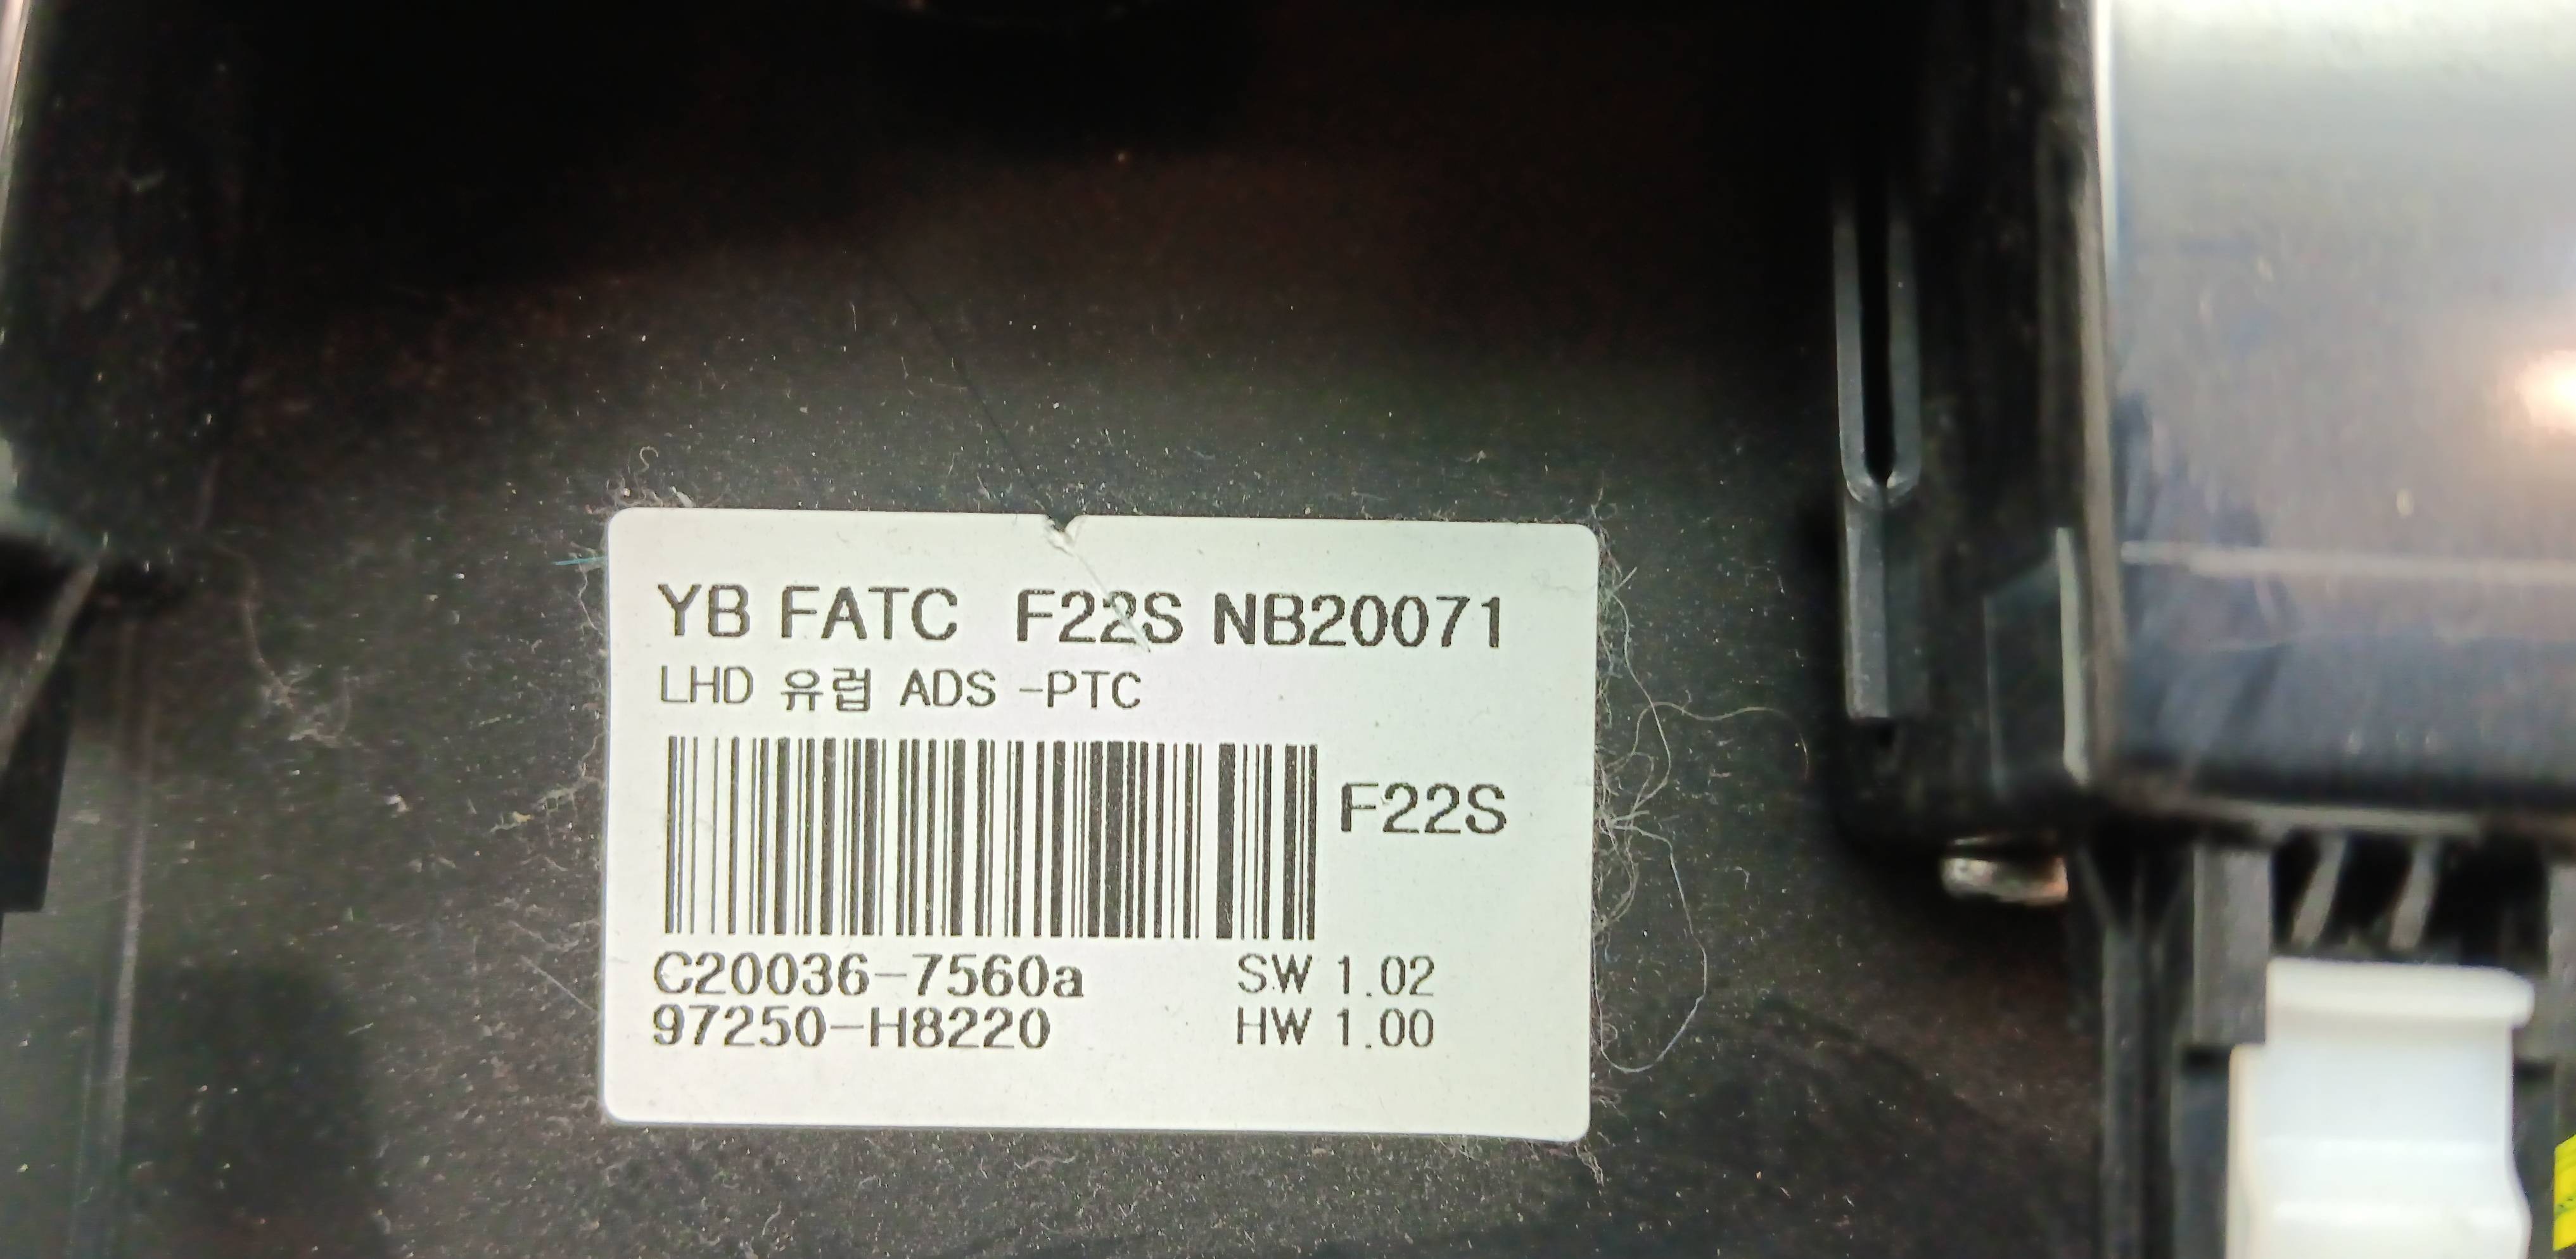 YB FATC F22S NB20071
LHD 유럽 ADS -PTC
F22S
C20036-7560a SW 1.02
97250-H8220 HW 1.00